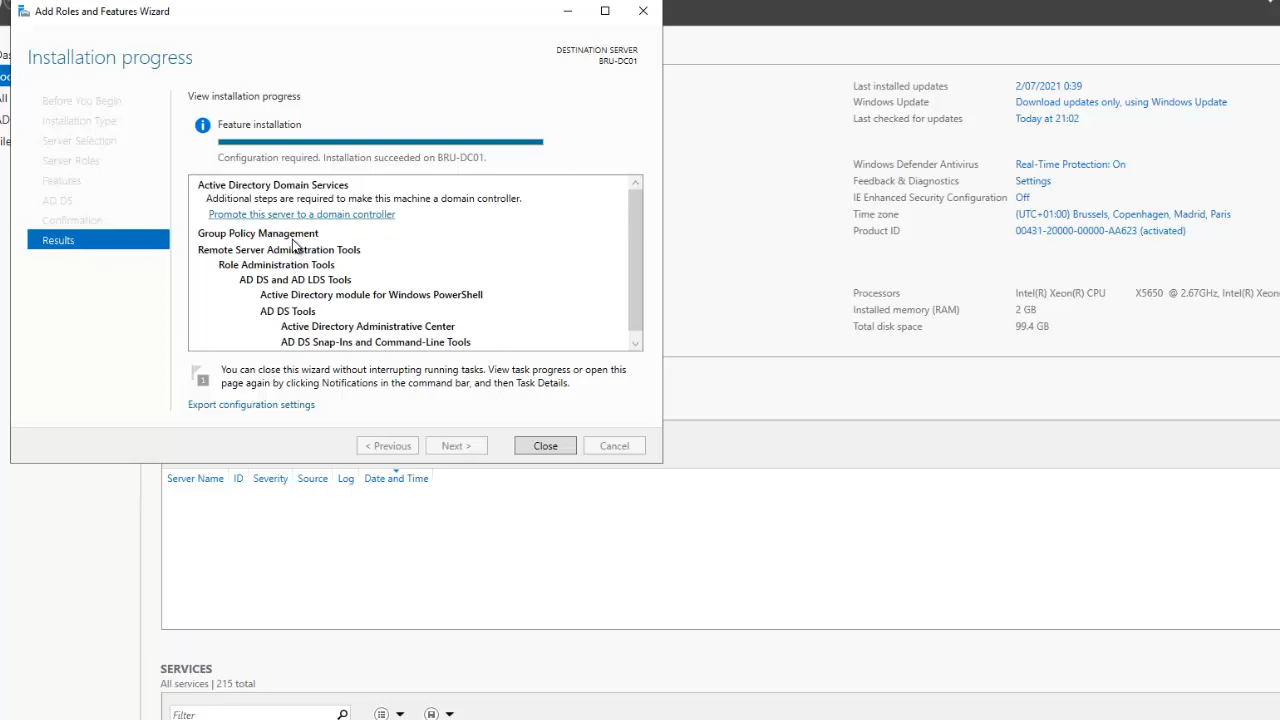 Add Roles and Features Wizard
Installation progress
DESTINATION SERVER
BRU-DC01
Before You Begin
Installation Type
Server Selection
Server Roles
Features
AD DS
Confirmation
Results
View installation progress
Feature installation
Configuration required. Installation succeeded on BRU-DC01.
Active Directory Domain Services
Additional steps are required to make this machine a domain controller.
Promote this server to a domain controller
Group Policy Management
Remote Server Administration Tools
Role Administration Tools
AD DS and AD LDS Tools
Active Directory module for Windows PowerShell
AD DS Tools
Active Directory Administrative Center
AD DS Snap-Ins and Command-Line Tools
1
You can close this wizard without interrupting running tasks. View task progress or open this
page again by clicking Notifications in the command bar, and then Task Details.
Export configuration settings
< Previous Next > Close Cancel
Last installed updates 2/07/2021 0:39
Windows Update Download updates only, using Windows Update
Last checked for updates Today at 21:02
Windows Defender Antivirus Real-Time Protection: On
Feedback & Diagnostics Settings
IE Enhanced Security Configuration Off
Time zone (UTC+01:00) Brussels, Copenhagen, Madrid, Paris
Product ID 00431-20000-00000-AA623 (activated)
Processors Intel(R) Xeon(R) CPU X5650 @ 2.67GHz, Intel(R) Xeon
Installed memory (RAM) 2 GB
Total disk space 99.4 GB
Server Name ID Severity Source Log Date and Time
SERVICES
All services | 215 total
Filter